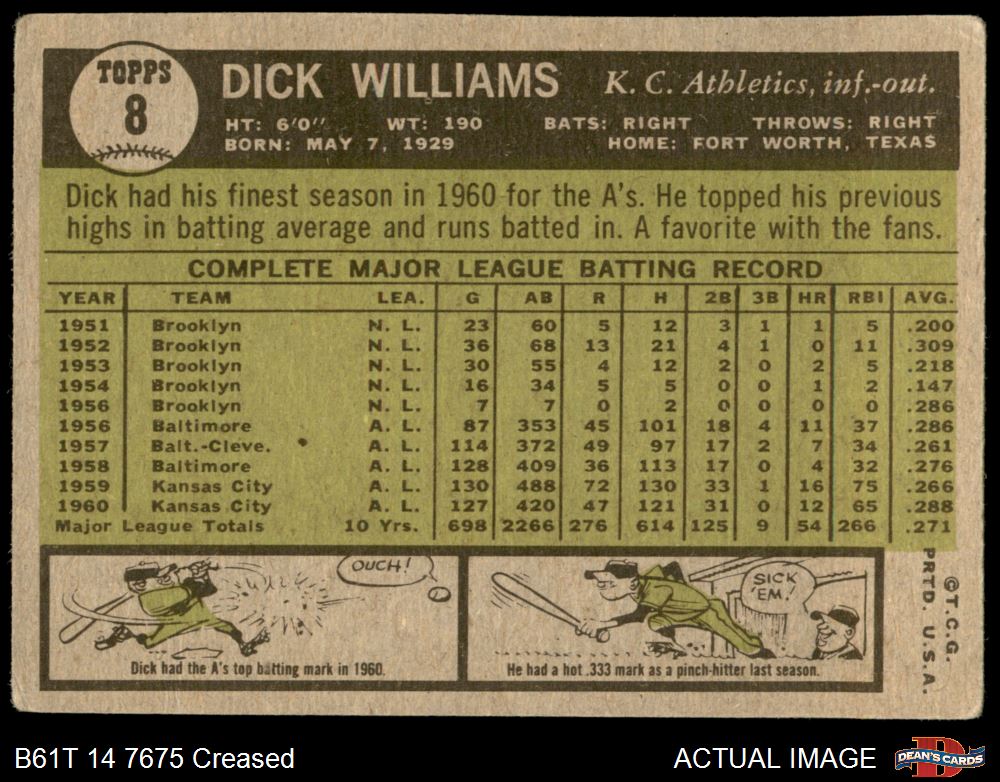 TOPPS
8
DICK WILLIAMS K. C. Athletics, inf.-out.
HT: 6'0" WT: 190 BATS: RIGHT THROWS: RIGHT
BORN: MAY 7, 1929 HOME: FORT WORTH, TEXAS
Dick had his finest season in 1960 for the A's. He topped his previous
highs in batting average and runs batted in. A favorite with the fans.
COMPLETE MAJOR LEAGUE BATTING RECORD
YEAR TEAM LEA. G AB R H 2B 3B HR RBI AVG.
1951 Brooklyn N. L. 23 60 5 12 3 1 1 5 .200
1952 Brooklyn N. L. 36 68 13 21 4 1 0 11 .309
1953 Brooklyn N. L. 30 55 4 12 2 0 2 5 .218
1954 Brooklyn N. L. 16 34 5 5 0 0 1 2 .147
1956 Brooklyn N. L. 7 7 0 2 0 0 0 0 .286
1956 Baltimore A. L. 87 353 45 101 18 4 11 37 .286
1957 Balt.-Cleve. A. L. 114 372 49 97 17 2 7 34 .261
1958 Baltimore A. L. 128 409 36 113 17 0 4 32 .276
1959 Kansas City A. L. 130 488 72 130 33 1 16 75 .266
1960 Kansas City A. L. 127 420 47 121 31 0 12 65 .288
Major League Totals 10 Yrs. 698 2266 276 614 125 9 54 266 .271
OUCH!
Dick had the A's top batting mark in 1960.
SICK
'EM!
He had a hot .333 mark as a pinch-hitter last season.
©T.C.G.
PRTD. U.S.A.
B61T 14 7675 Creased
ACTUAL IMAGE
D
DEAN'S CARDS